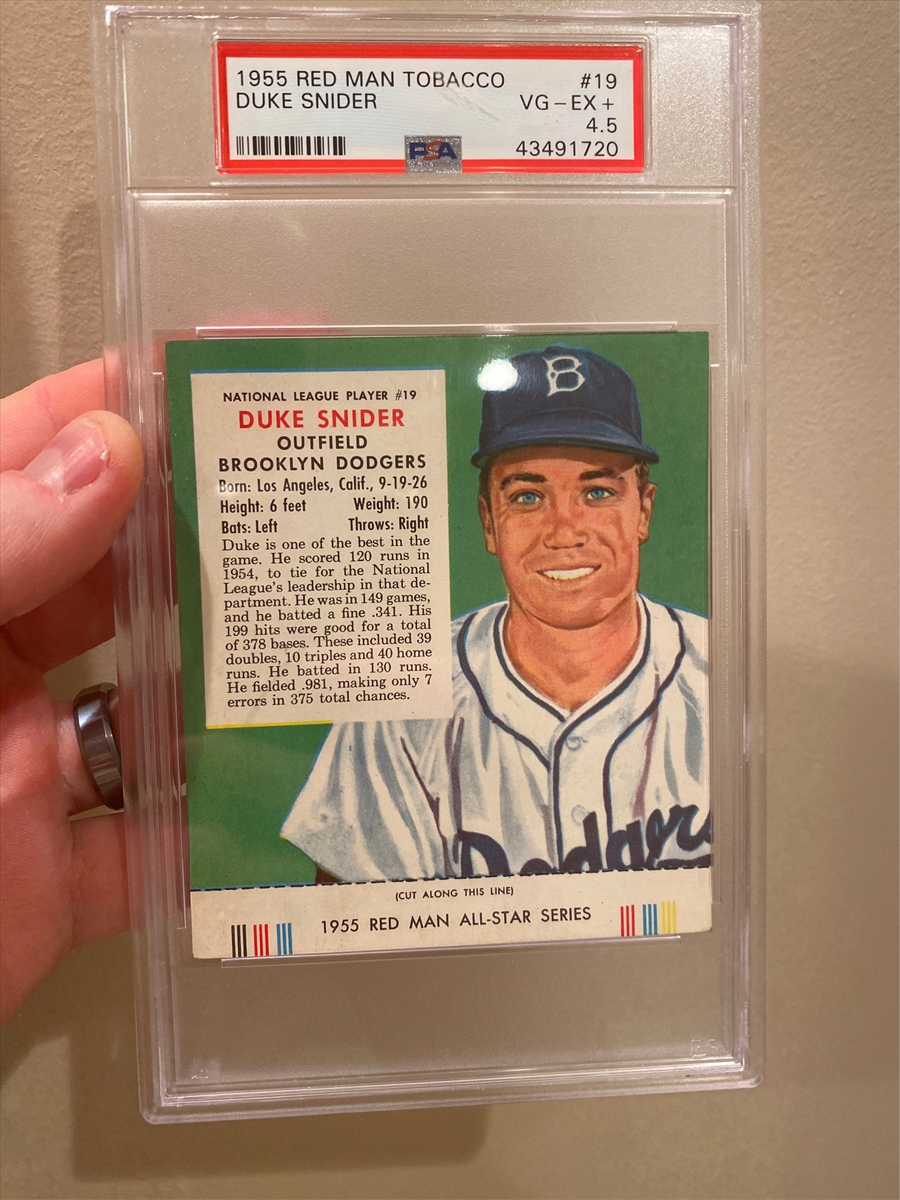 1955 RED MAN TOBACCO #19
DUKE SNIDER VG-EX+
4.5
PSA 43491720
NATIONAL LEAGUE PLAYER #19
DUKE SNIDER
OUTFIELD
BROOKLYN DODGERS
Born: Los Angeles, Calif., 9-19-26
Height: 6 feet Weight: 190
Bats: Left Throws: Right
Duke is one of the best in the
game. He scored 120 runs in
1954, to tie for the National
League's leadership in that de-
partment. He was in 149 games,
and he batted a fine .341. His
199 hits were good for a total
of 378 bases. These included 39
doubles, 10 triples and 40 home
runs. He batted in 130 runs.
He fielded .981, making only 7
errors in 375 total chances.
B
Dodgers
(CUT ALONG THIS LINE)
1955 RED MAN ALL-STAR SERIES